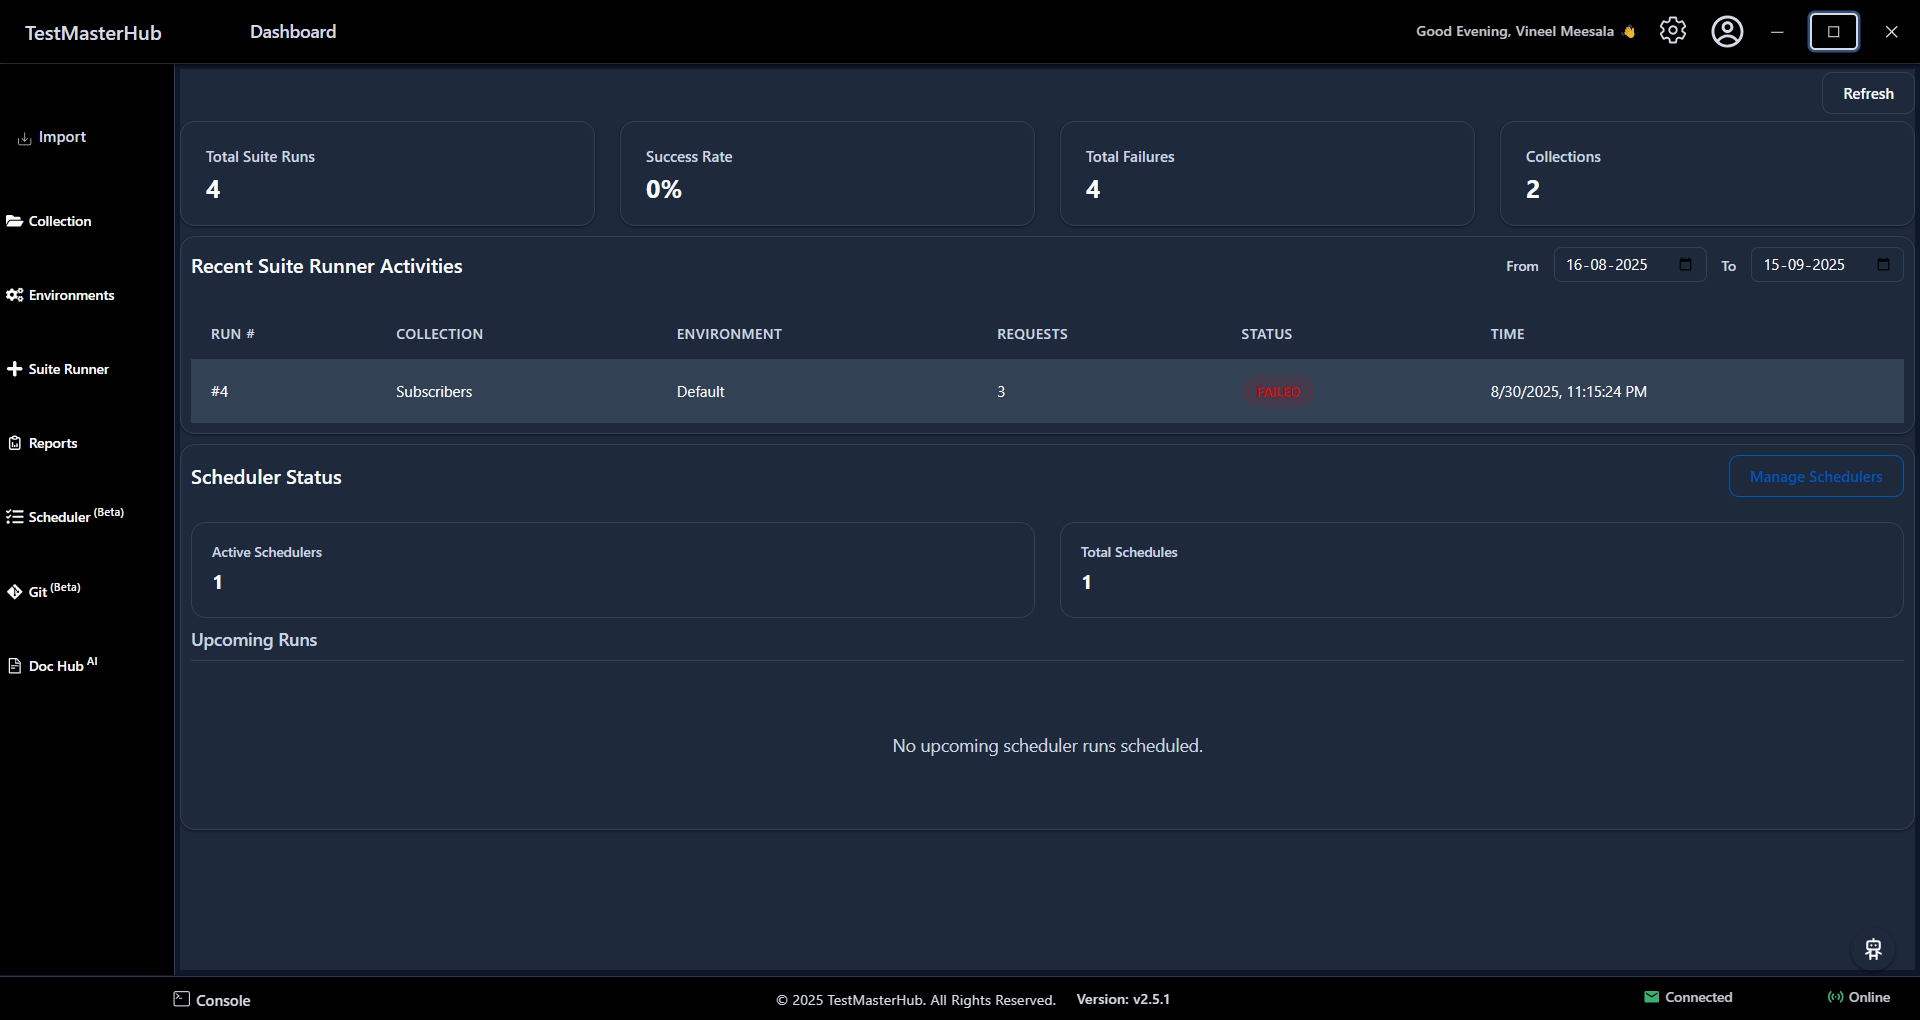 TestMasterHub
Dashboard
Good Evening, Vineel Meesala 👋
Import
Collection
Environments
Suite Runner
Reports
Scheduler (Beta)
Git (Beta)
Doc Hub AI
Refresh
Total Suite Runs
4
Success Rate
0%
Total Failures
4
Collections
2
Recent Suite Runner Activities
From 16-08-2025 To 15-09-2025
RUN # COLLECTION ENVIRONMENT REQUESTS STATUS TIME
#4 Subscribers Default 3 FAILED 8/30/2025, 11:15:24 PM
Scheduler Status
Manage Schedulers
Active Schedulers
1
Total Schedules
1
Upcoming Runs
No upcoming scheduler runs scheduled.
Console
© 2025 TestMasterHub. All Rights Reserved. Version: v2.5.1
Connected
Online